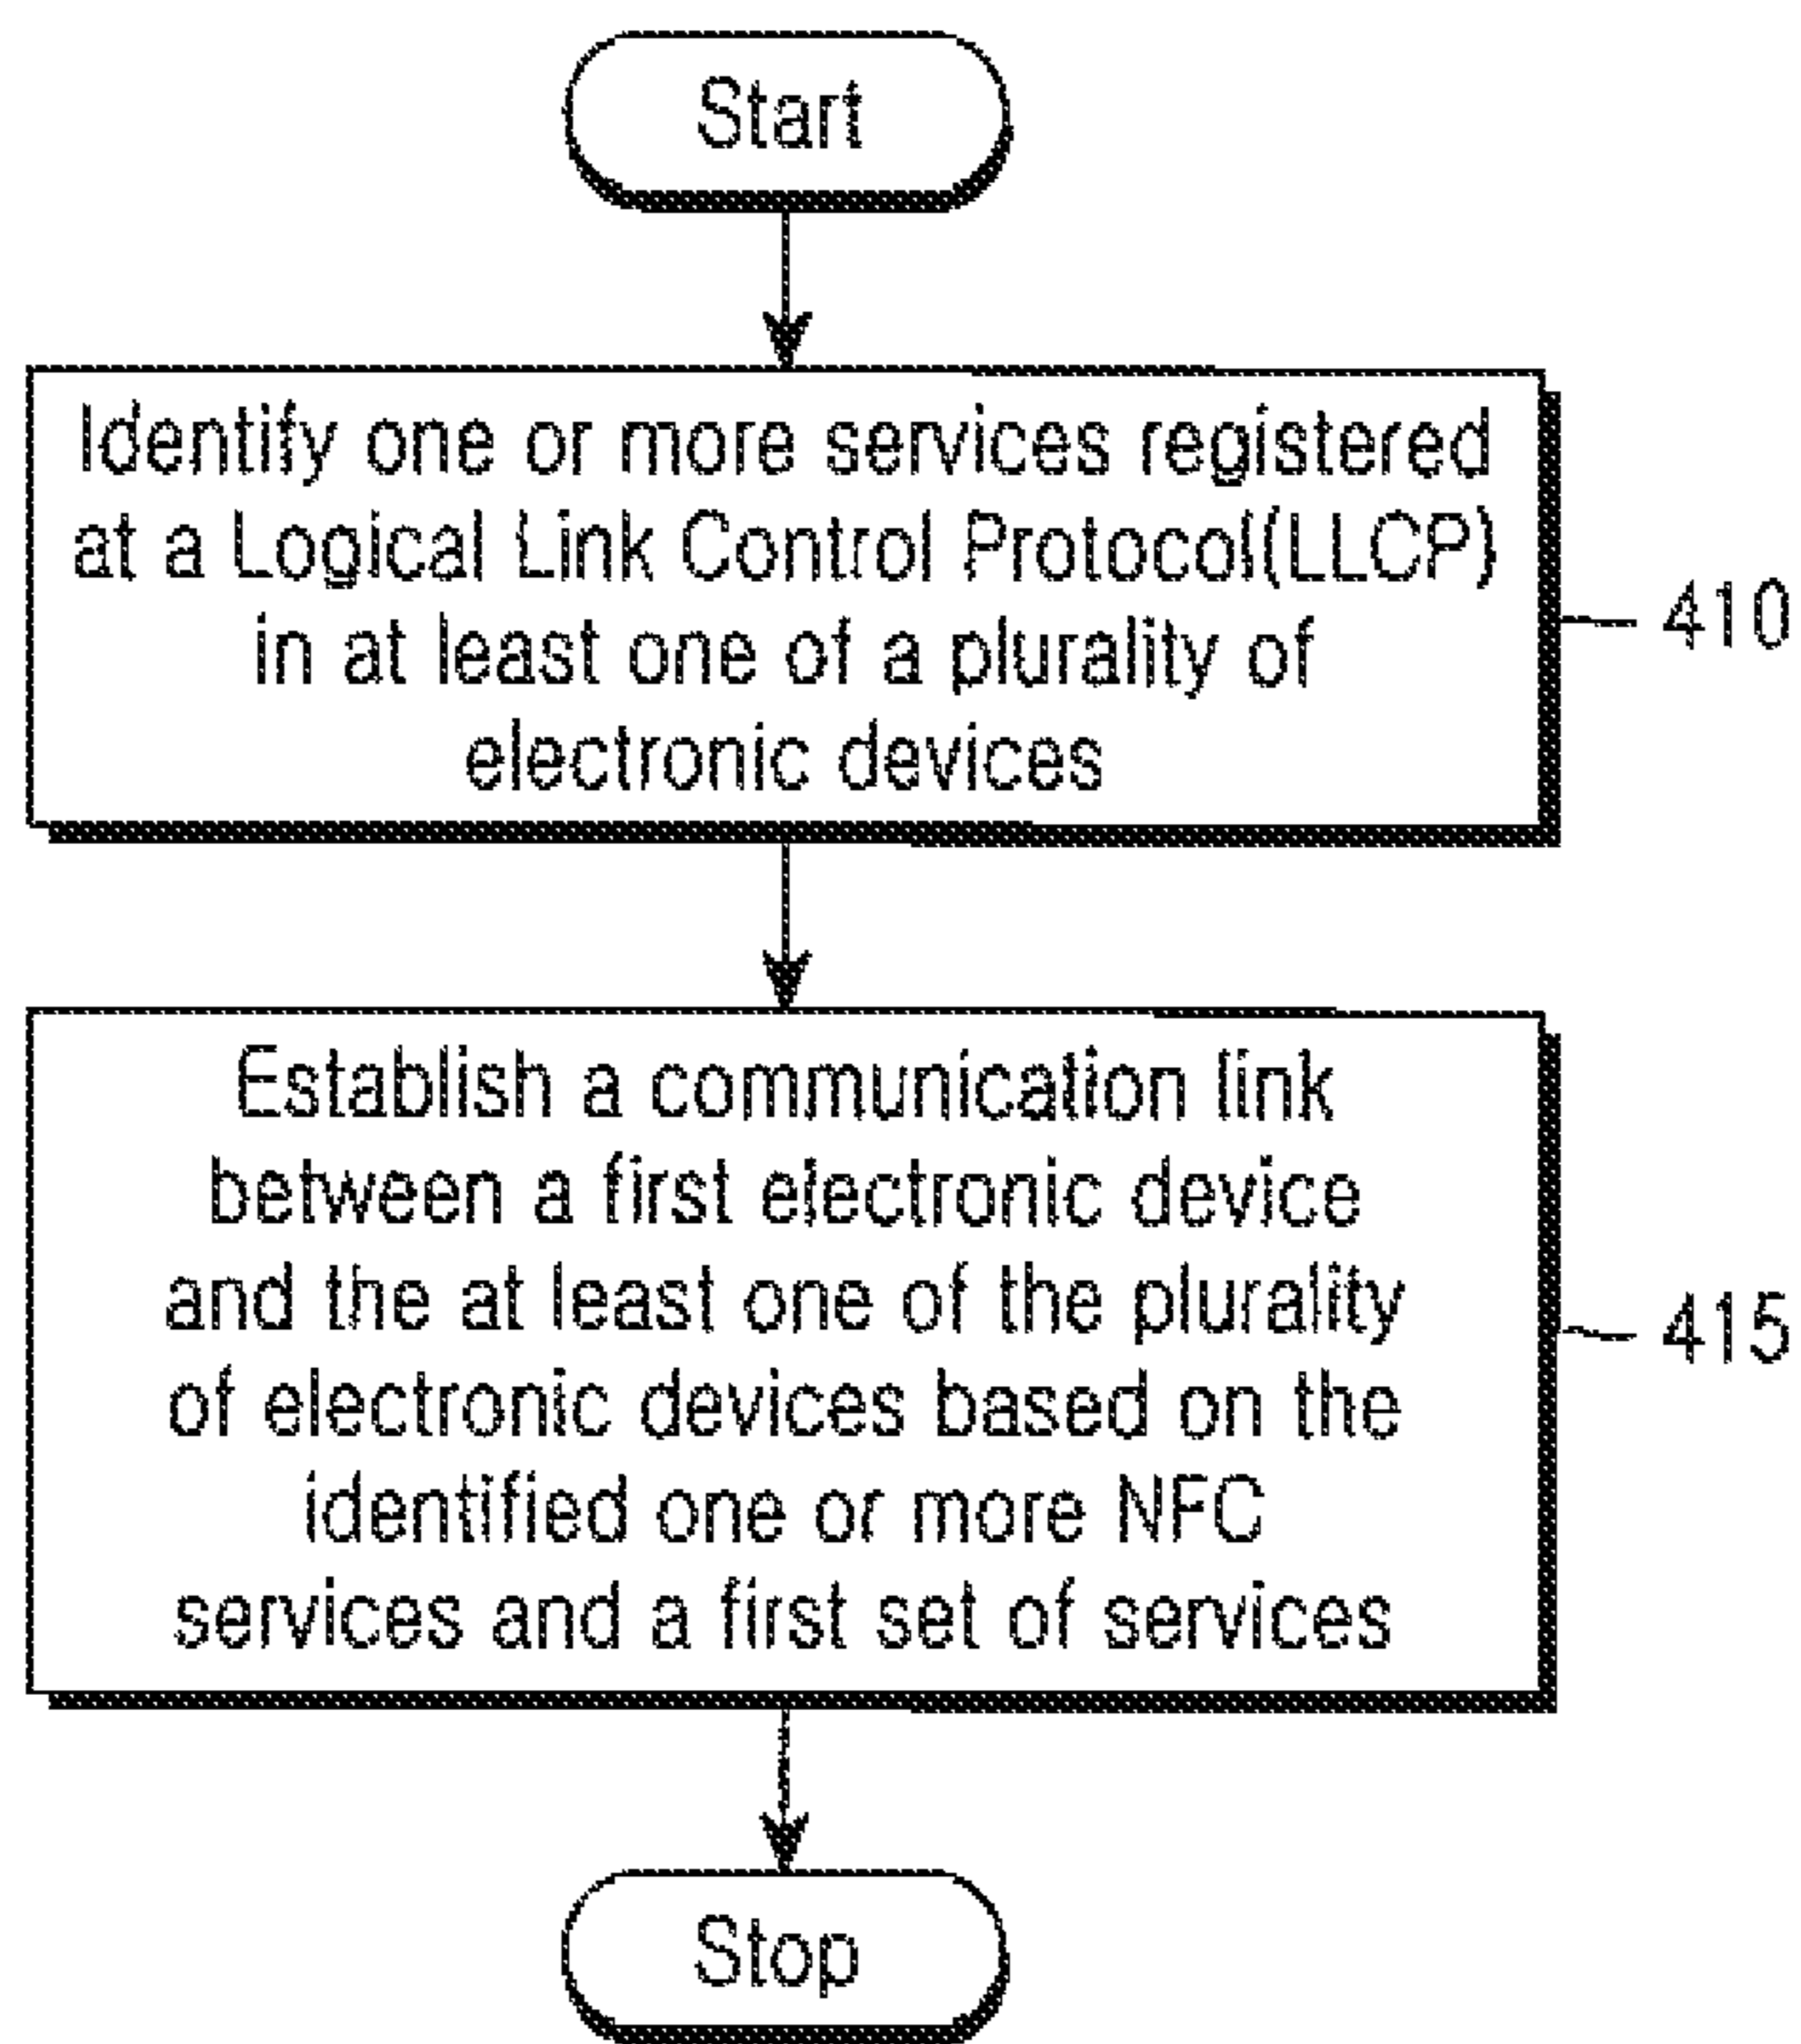 Start
Identify one or more services registered
at a Logical Link Control Protocol(LLCP)
in at least one of a plurality of
electronic devices
410
Establish a communication link
between a first electronic device
and the at least one of the plurality
of electronic devices based on the
identified one or more NFC
services and a first set of services
415
Stop